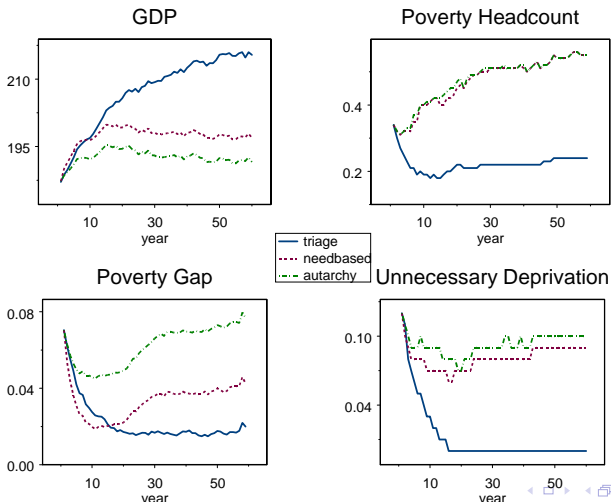 GDP
210
195
10 30 50
year
Poverty Headcount
0.4
0.2
10 30 50
year
triage
needbased
autarchy
Poverty Gap
0.08
0.04
0.00
10 30 50
year
Unnecessary Deprivation
0.10
0.04
10 30 50
year